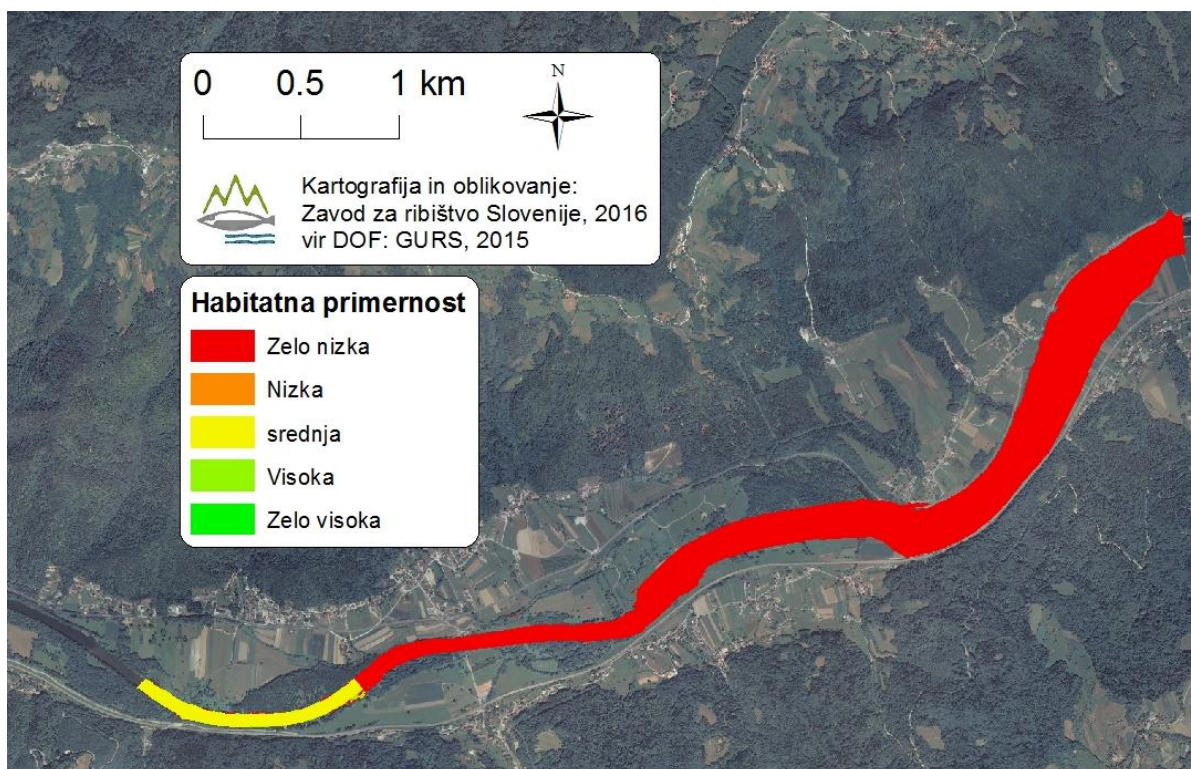 0 0.5 1 km
N
Kartografija in oblikovanje:
Zavod za ribištvo Slovenije, 2016
vir DOF: GURS, 2015
Habitatna primernost
Zelo nizka
Nizka
srednja
Visoka
Zelo visoka